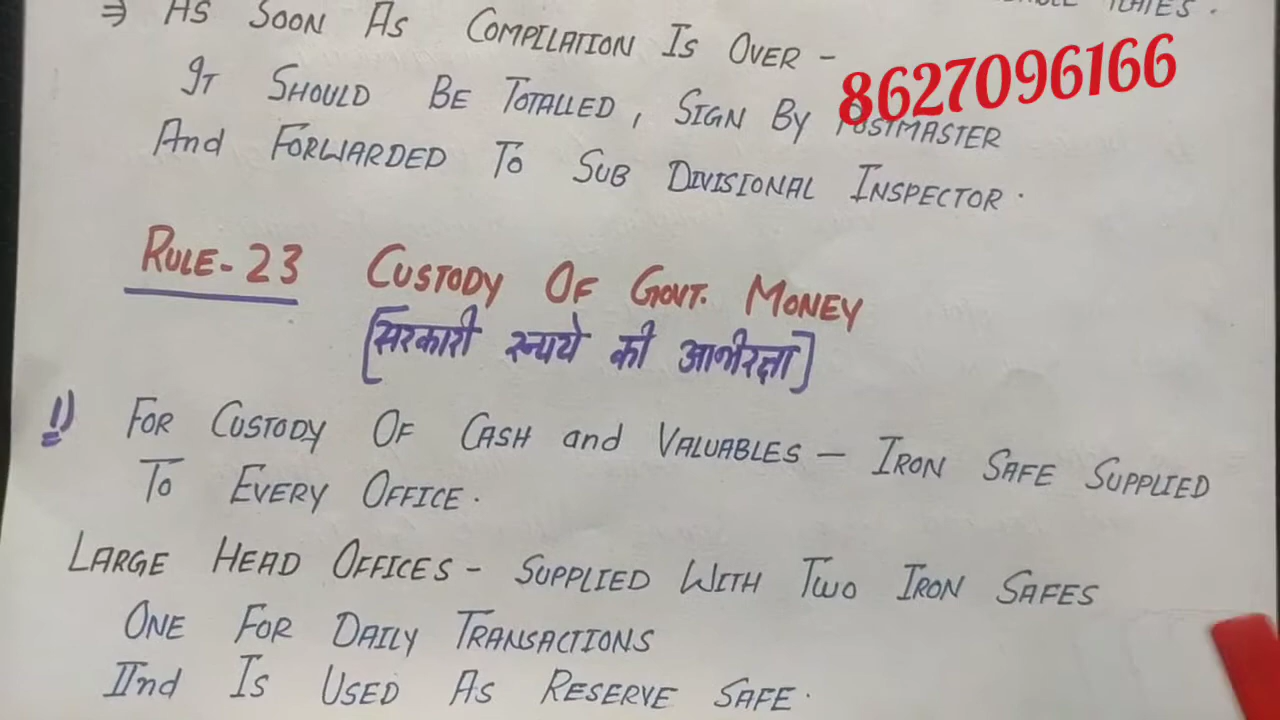 ⇒ AS SOON AS COMPILATION IS OVER –
IT SHOULD BE TOTALLED, SIGN BY POSTMASTER
8627096166
And FORWARDED TO SUB DIVISIONAL INSPECTOR.
RULE-23 CUSTODY OF GOVT. MONEY
[सरकारी रूपये की अभिरक्षा]
1) FOR CUSTODY OF CASH and VALUABLES – IRON SAFE SUPPLIED
TO EVERY OFFICE.
LARGE HEAD OFFICES – SUPPLIED WITH TWO IRON SAFES
ONE FOR DAILY TRANSACTIONS
IInd IS USED AS RESERVE SAFE.